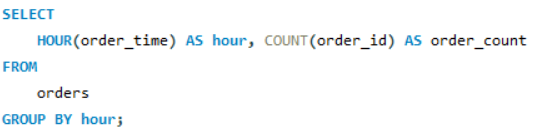 SELECT
    HOUR(order_time) AS hour, COUNT(order_id) AS order_count
FROM
    orders
GROUP BY hour;